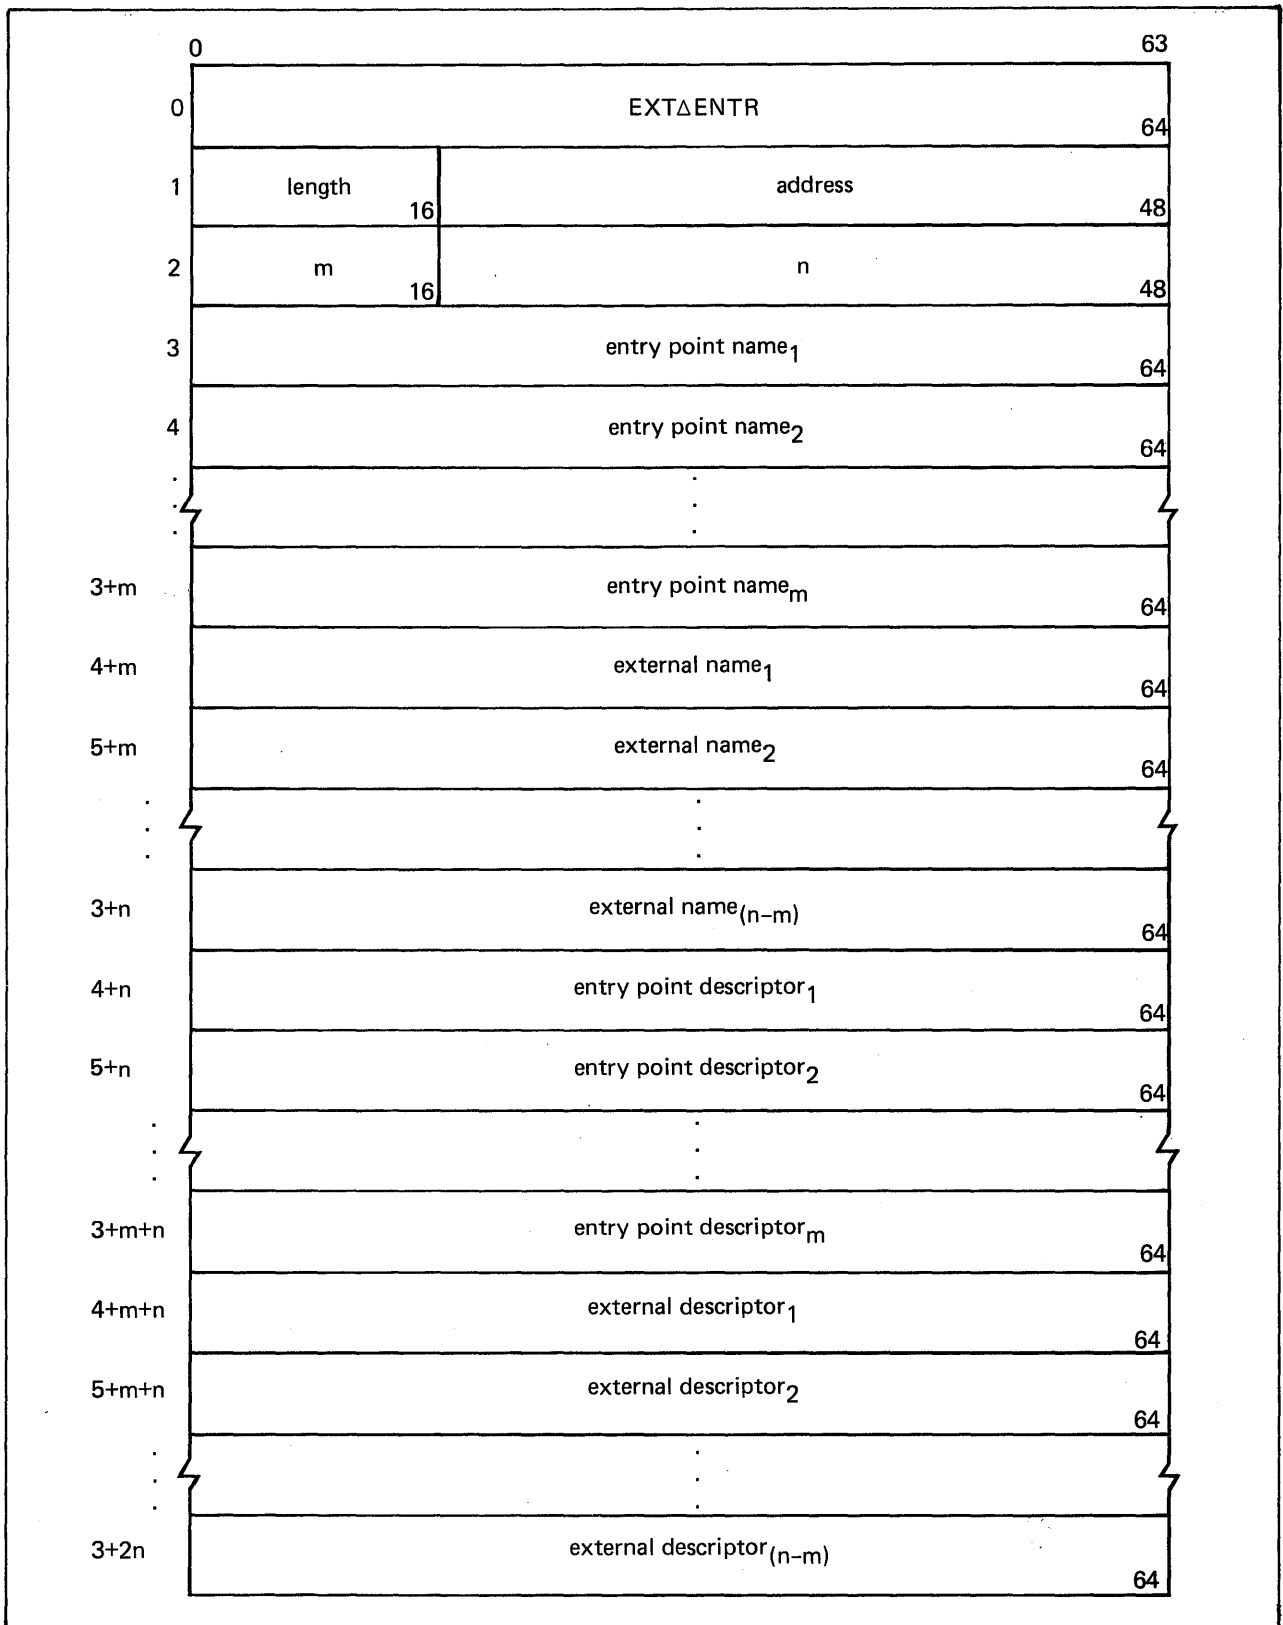 0 63
0 EXTΔENTR 64
1 length 16 address 48
2 m 16 n 48
3 entry point name1 64
4 entry point name2 64
. .
. .
. .
3+m entry point namem 64
4+m external name1 64
5+m external name2 64
. .
. .
. .
3+n external name(n–m) 64
4+n entry point descriptor1 64
5+n entry point descriptor2 64
. .
. .
. .
3+m+n entry point descriptorm 64
4+m+n external descriptor1 64
5+m+n external descriptor2 64
. .
. .
. .
3+2n external descriptor(n–m) 64